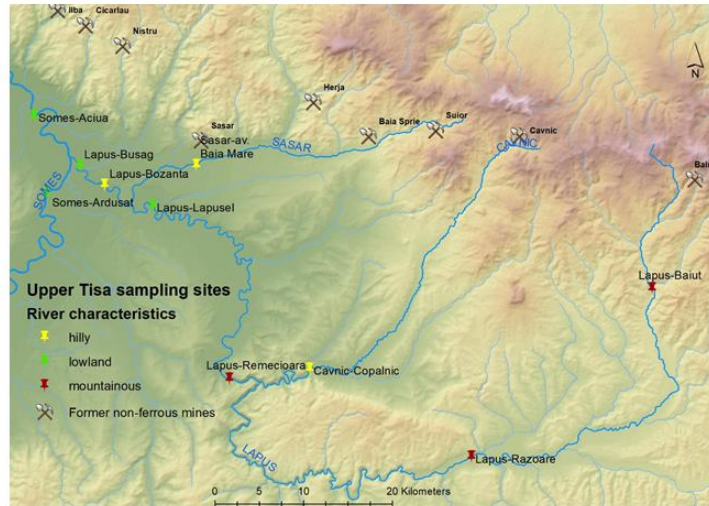 Ilba
Cicarlau
Nistru
N
Herja
Somes-Aciua
Sasar
Baia Sprie
Suior
Cavnic
Sasar-av.
Baia Mare
SASAR
CAVNIC
Lapus-Busag
Lapus-Bozanta
SOMES
Somes-Ardusat
Lapus-Lapusel
Lapus-Baiut
Upper Tisa sampling sites
River characteristics
hilly
lowland
mountainous
Former non-ferrous mines
Lapus-Remecioara
Cavnic-Copalnic
LAPUS
Lapus-Razoare
0 5 10 20 Kilometers